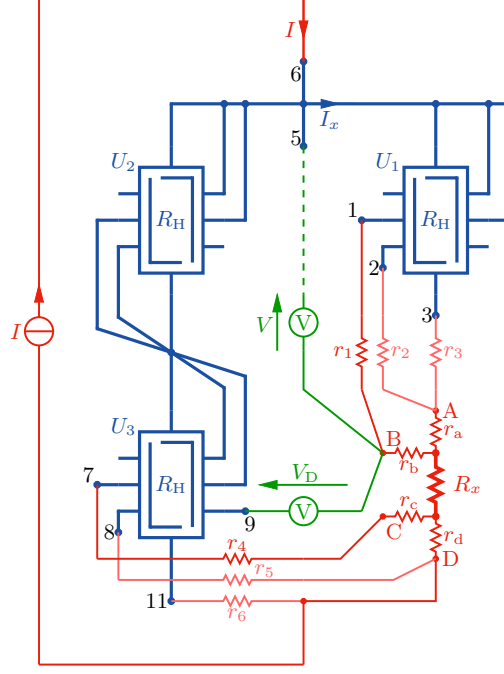 I
6
I_x
5
U_2
U_1
R_H
R_H
1
2
3
I
V
V
r_1
r_2
r_3
A
r_a
U_3
B
r_b
7
R_H
V_D
R_x
V
8
9
r_c
C
r_d
r_4
D
r_5
11
r_6